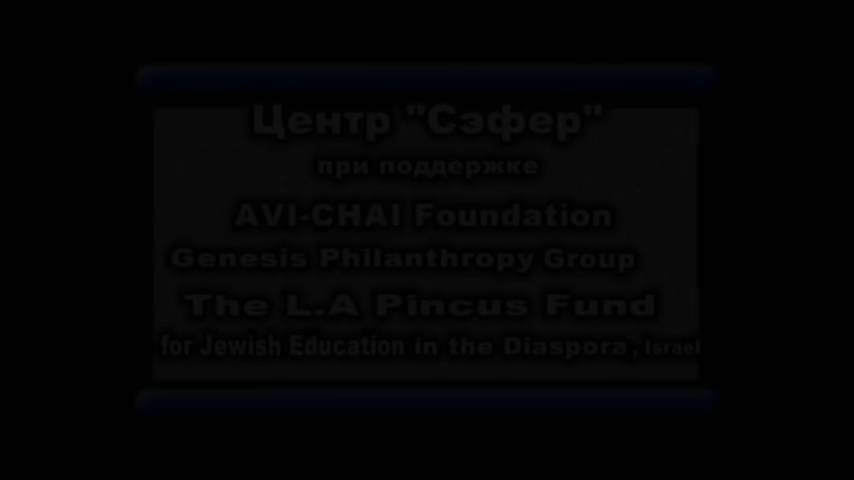 Центр "Сэфер"
при поддержке
AVI-CHAI Foundation
Genesis Philanthropy Group
The L.A Pincus Fund
for Jewish Education in the Diaspora, Israel